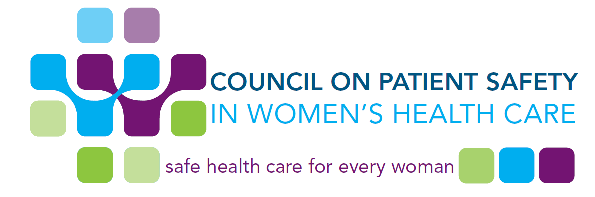 COUNCIL ON PATIENT SAFETY
IN WOMEN'S HEALTH CARE
safe health care for every woman